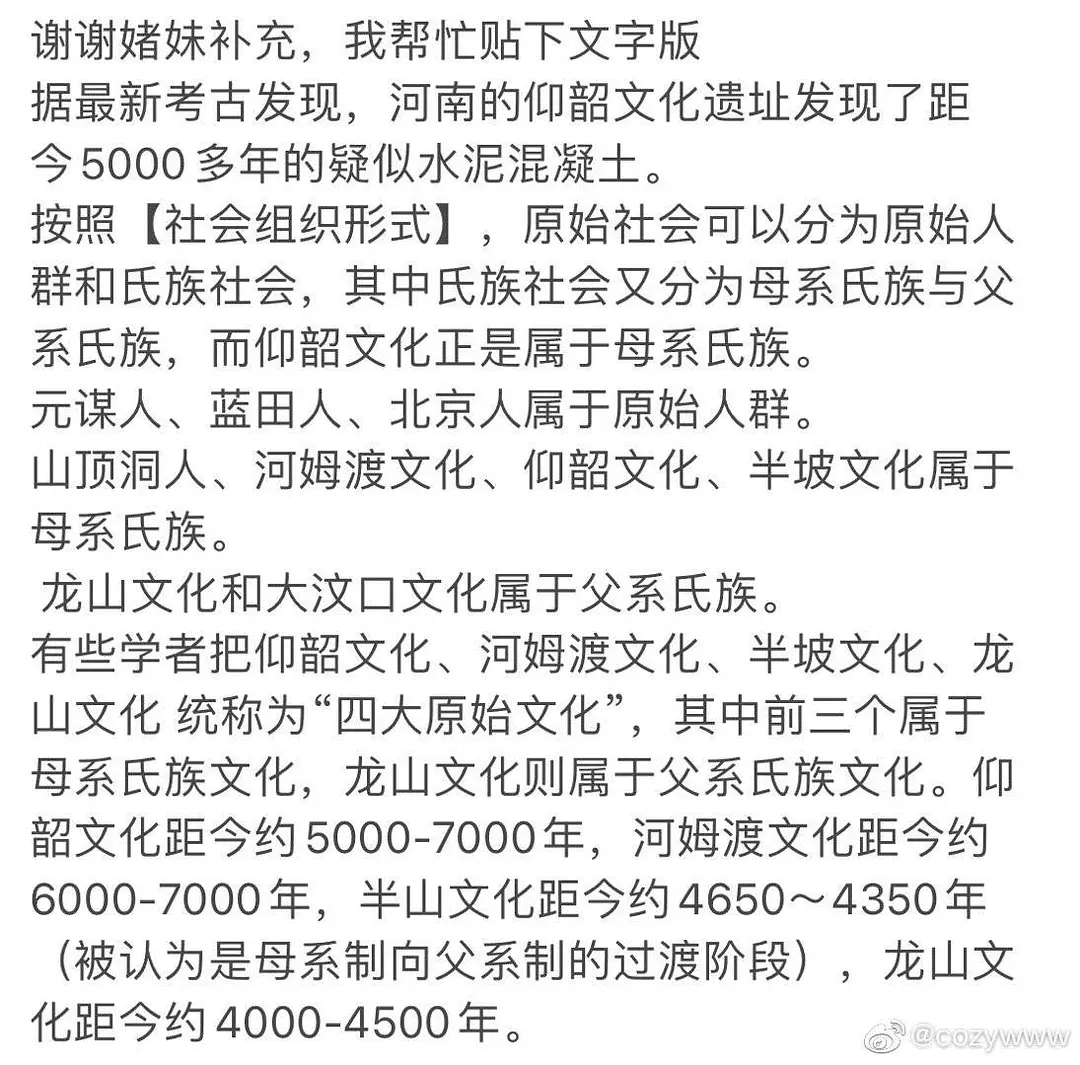 谢谢媎妹补充，我帮忙贴下文字版
据最新考古发现，河南的仰韶文化遗址发现了距
今5000多年的疑似水泥混凝土。
按照【社会组织形式】，原始社会可以分为原始人
群和氏族社会，其中氏族社会又分为母系氏族与父
系氏族，而仰韶文化正是属于母系氏族。
元谋人、蓝田人、北京人属于原始人群。
山顶洞人、河姆渡文化、仰韶文化、半坡文化属于
母系氏族。
龙山文化和大汶口文化属于父系氏族。
有些学者把仰韶文化、河姆渡文化、半坡文化、龙
山文化 统称为“四大原始文化”，其中前三个属于
母系氏族文化，龙山文化则属于父系氏族文化。仰
韶文化距今约5000-7000年，河姆渡文化距今约
6000-7000年，半山文化距今约4650～4350年
（被认为是母系制向父系制的过渡阶段），龙山文
化距今约4000-4500年。
@cozywww